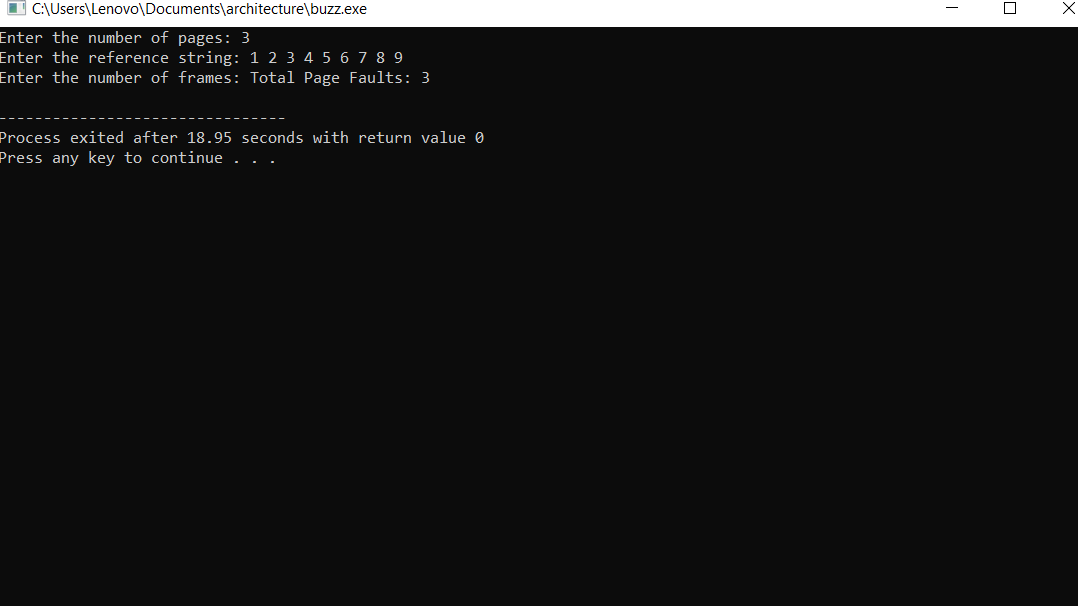 C:\Users\Lenovo\Documents\architecture\buzz.exe
Enter the number of pages: 3
Enter the reference string: 1 2 3 4 5 6 7 8 9
Enter the number of frames: Total Page Faults: 3
--------------------------------
Process exited after 18.95 seconds with return value 0
Press any key to continue . . .